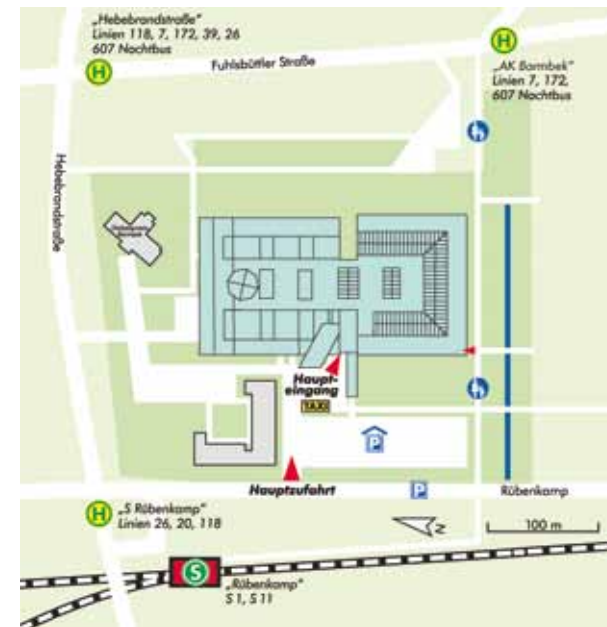 „Hebebrandstraße“
Linien 118, 7, 172, 39, 26
607 Nachtbus
H
Fuhlsbüttler Straße
H
„AK Barmbek“
Linien 7, 172,
607 Nachtbus
Hebebrandstraße
Haupt-
eingang
TAXI
P
Hauptzufahrt
P
Rübenkamp
H
„S Rübenkamp“
Linien 26, 20, 118
N
100 m
S
„Rübenkamp“
S 1, S 11